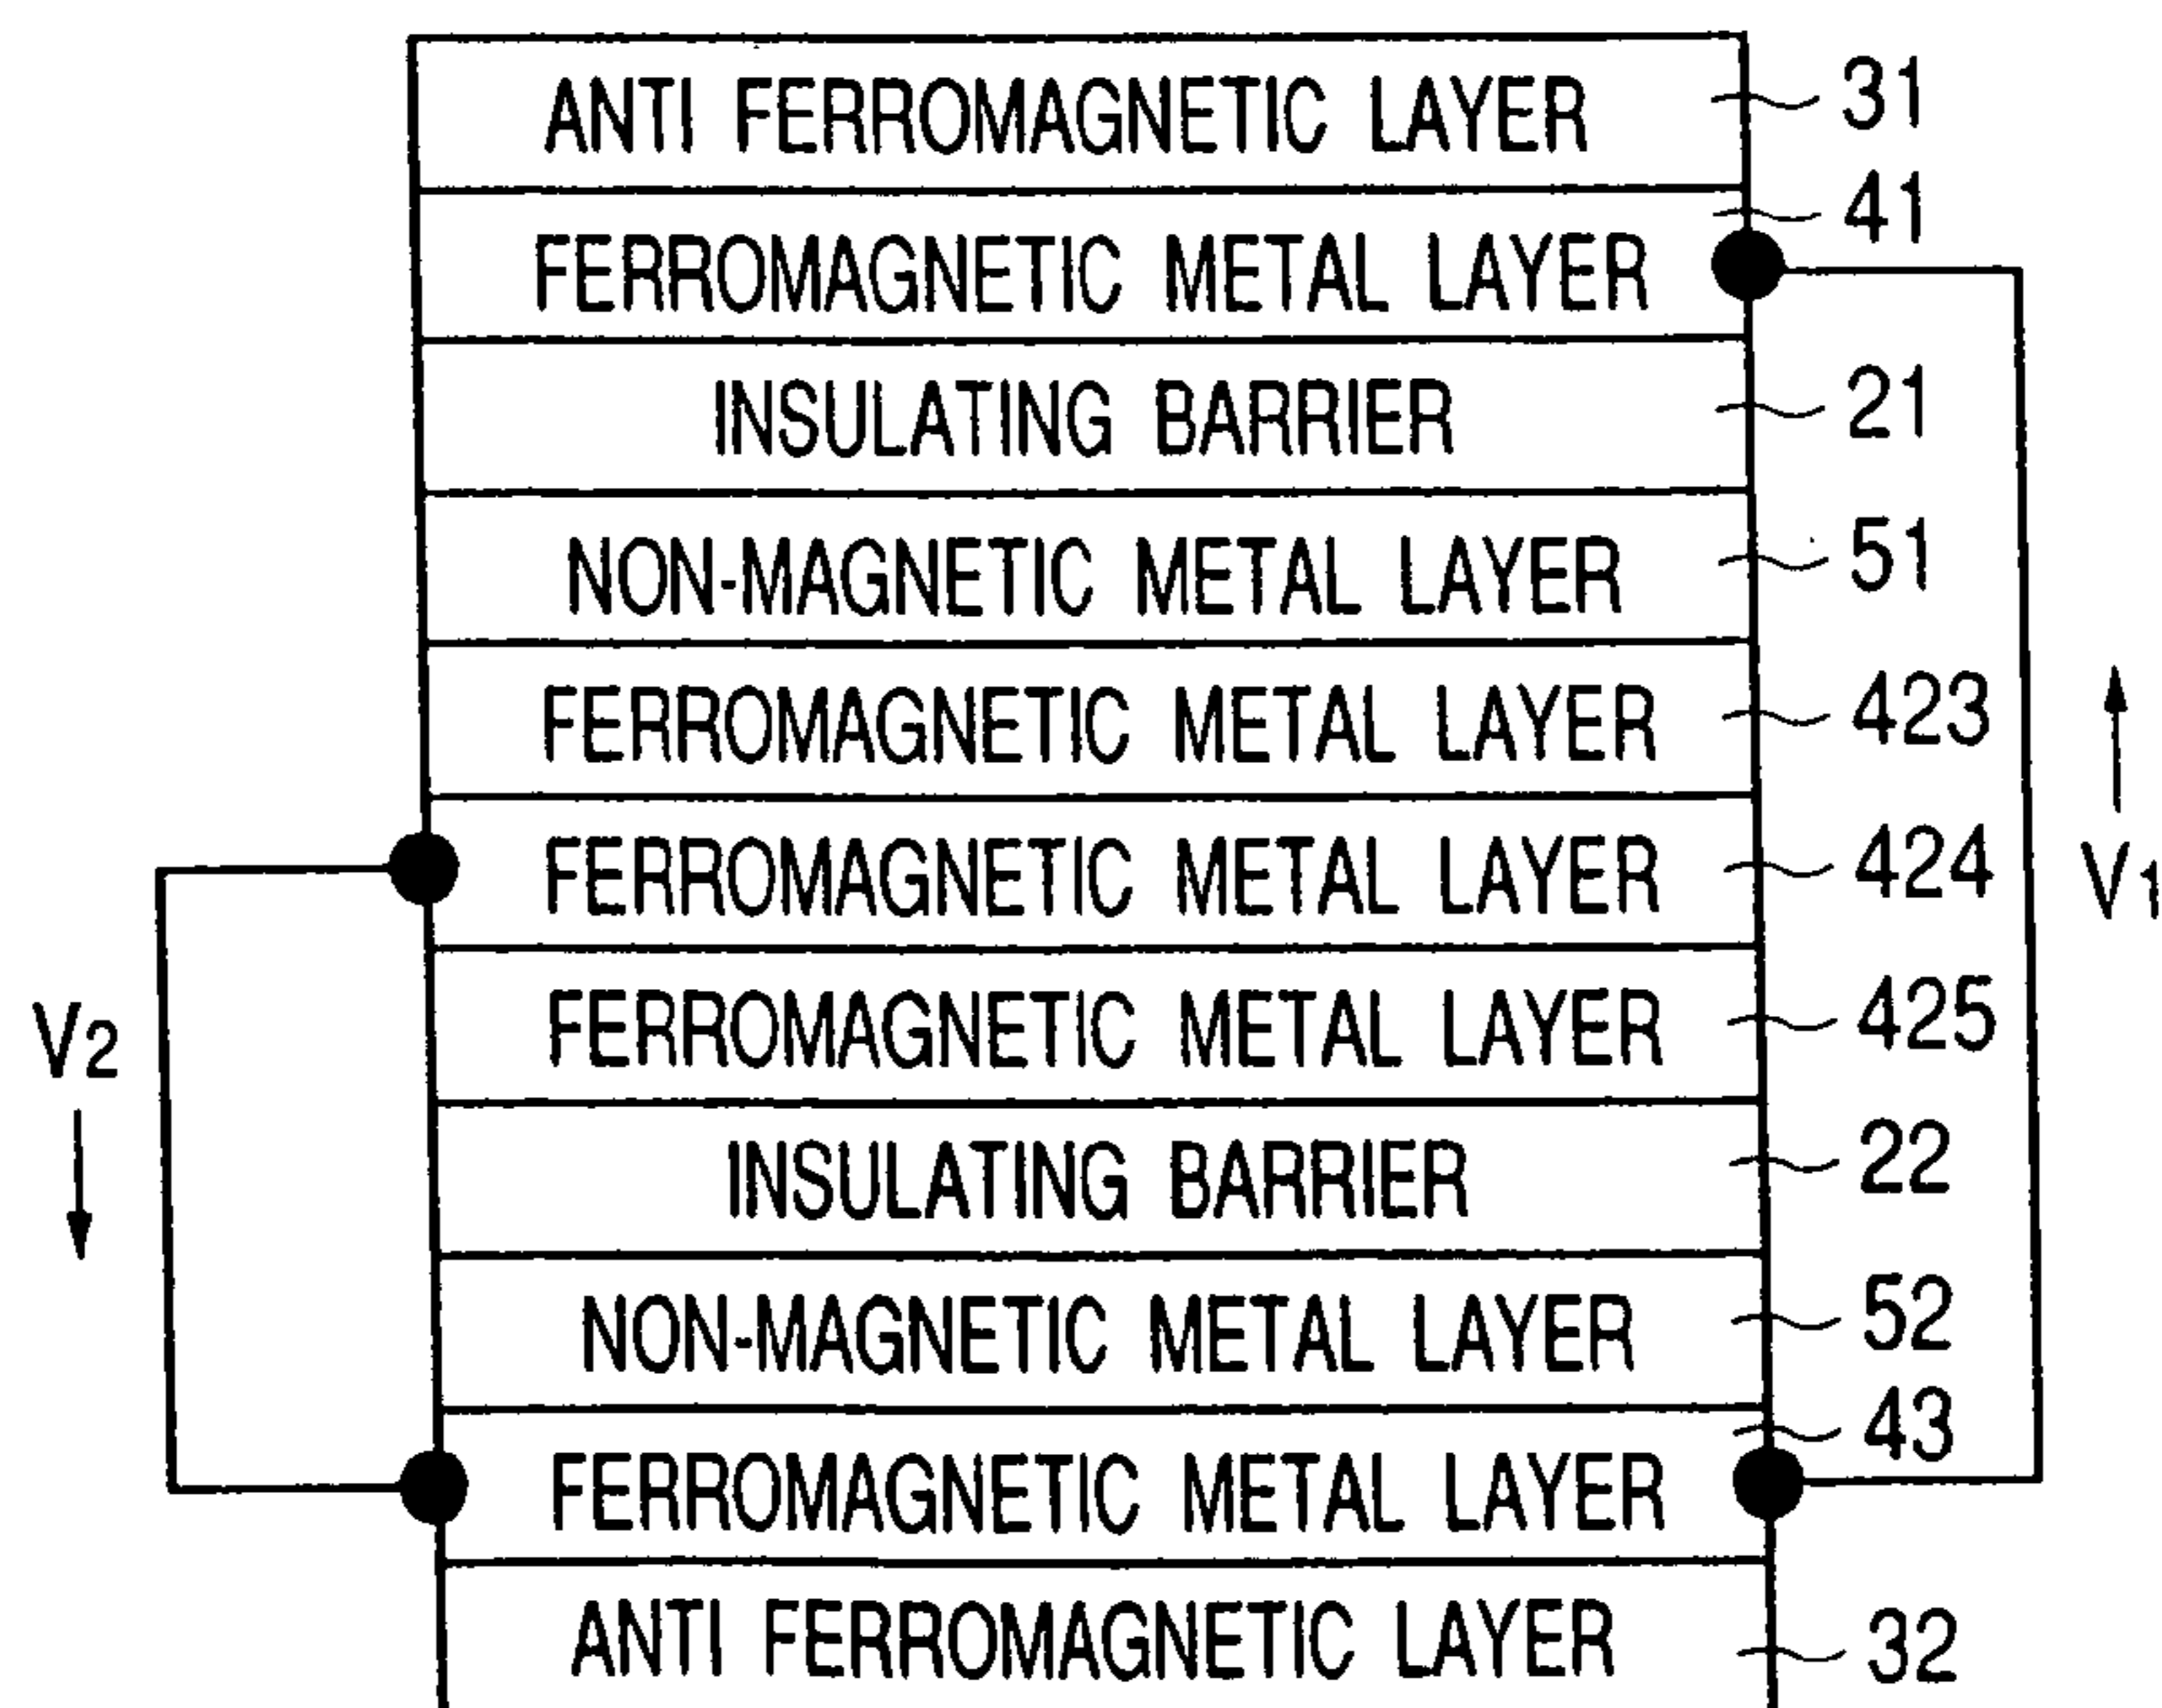 ANTI FERROMAGNETIC LAYER 31
FERROMAGNETIC METAL LAYER 41
INSULATING BARRIER 21
NON-MAGNETIC METAL LAYER 51
FERROMAGNETIC METAL LAYER 423
FERROMAGNETIC METAL LAYER 424
V1
FERROMAGNETIC METAL LAYER 425
V2
INSULATING BARRIER 22
NON-MAGNETIC METAL LAYER 52
FERROMAGNETIC METAL LAYER 43
ANTI FERROMAGNETIC LAYER 32